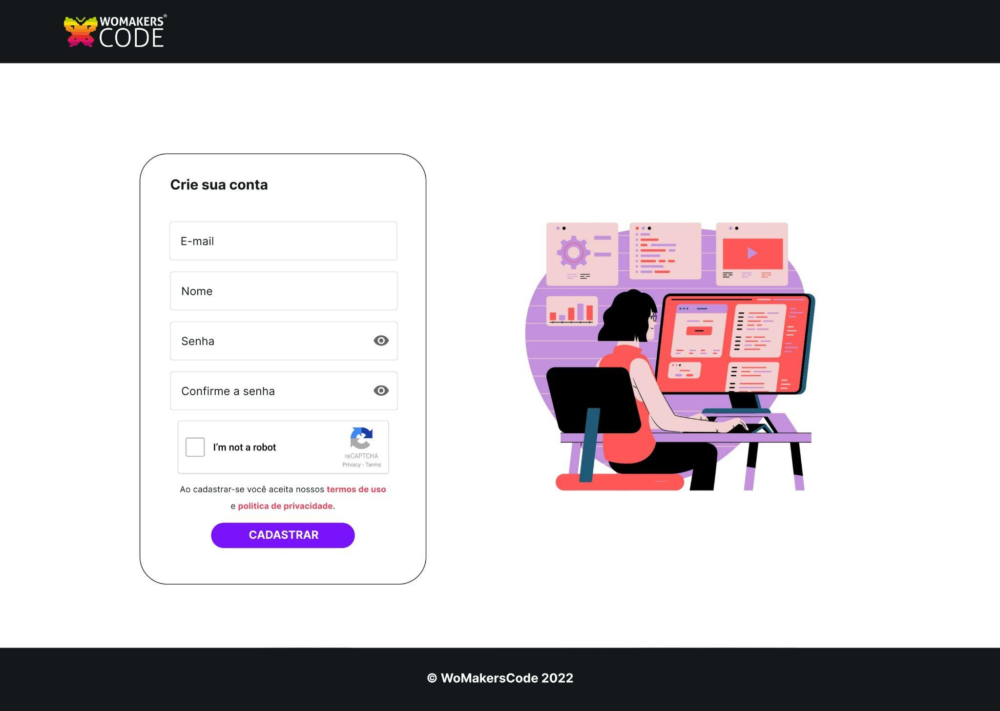 WOMAKERS®
CODE
Crie sua conta
E-mail
Nome
Senha
Confirme a senha
I'm not a robot
reCAPTCHA
Privacy - Terms
Ao cadastrar-se você aceita nossos termos de uso
e politica de privacidade.
CADASTRAR
© WoMakersCode 2022